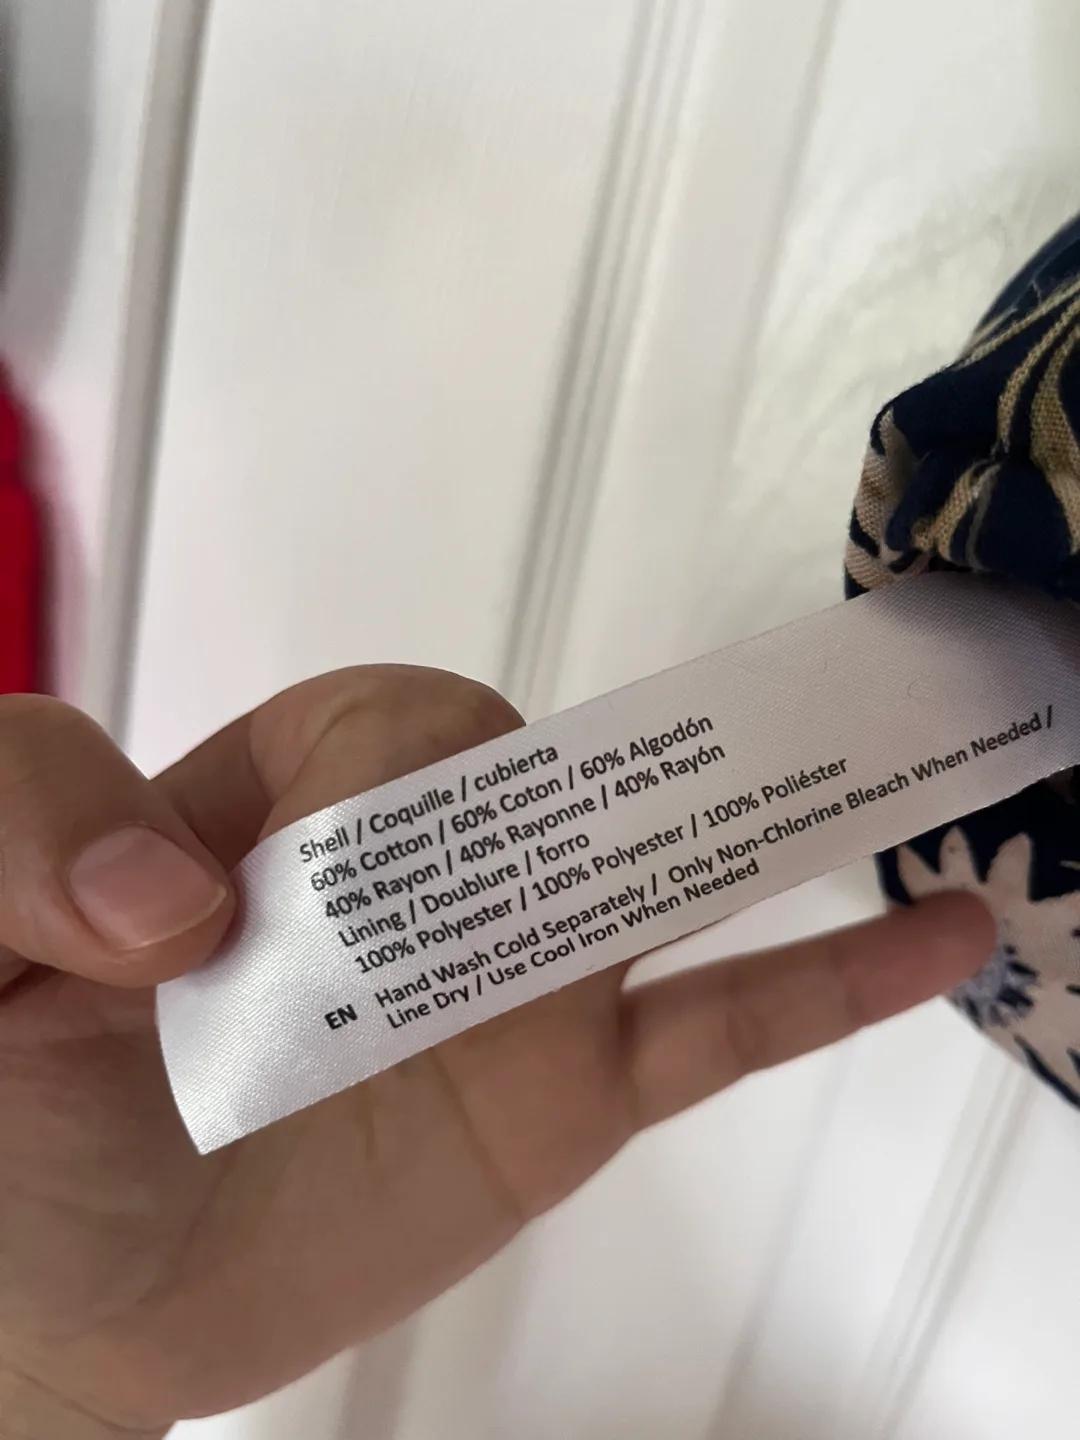 Shell / Coquille / cubierta
60% Cotton / 60% Coton / 60% Algodón
40% Rayon / 40% Rayonne / 40% Rayón
Lining / Doublure / forro
100% Polyester / 100% Polyester / 100% Poliéster
EN Hand Wash Cold Separately / Only Non-Chlorine Bleach When Needed /
Line Dry / Use Cool Iron When Needed